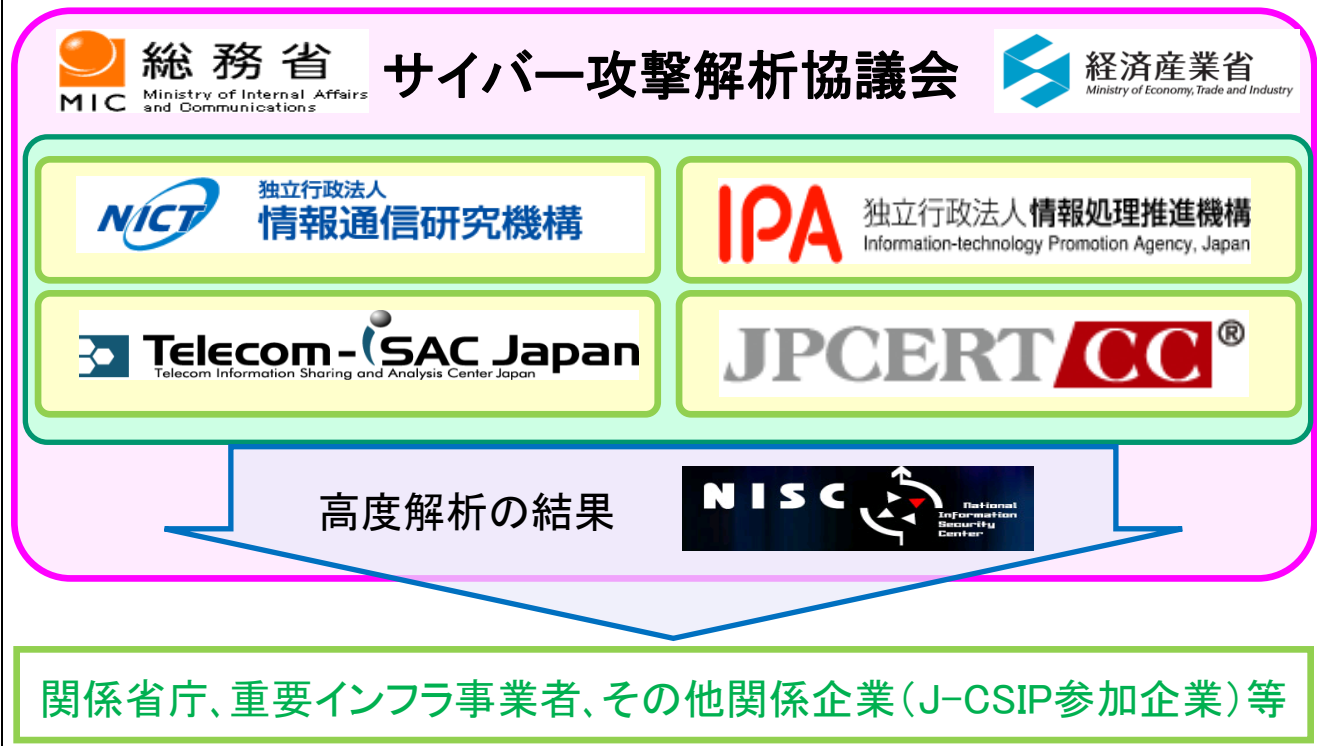 総務省
MIC Ministry of Internal Affairs
and Communications
サイバー攻撃解析協議会
経済産業省
Ministry of Economy, Trade and Industry
NICT
独立行政法人
情報通信研究機構
IPA
独立行政法人情報処理推進機構
Information-technology Promotion Agency, Japan
Telecom-iSAC Japan
Telecom Information Sharing and Analysis Center Japan
JPCERT/CC®
高度解析の結果
NISC
National
Information
Security
Center
関係省庁、重要インフラ事業者、その他関係企業（J-CSIP参加企業）等